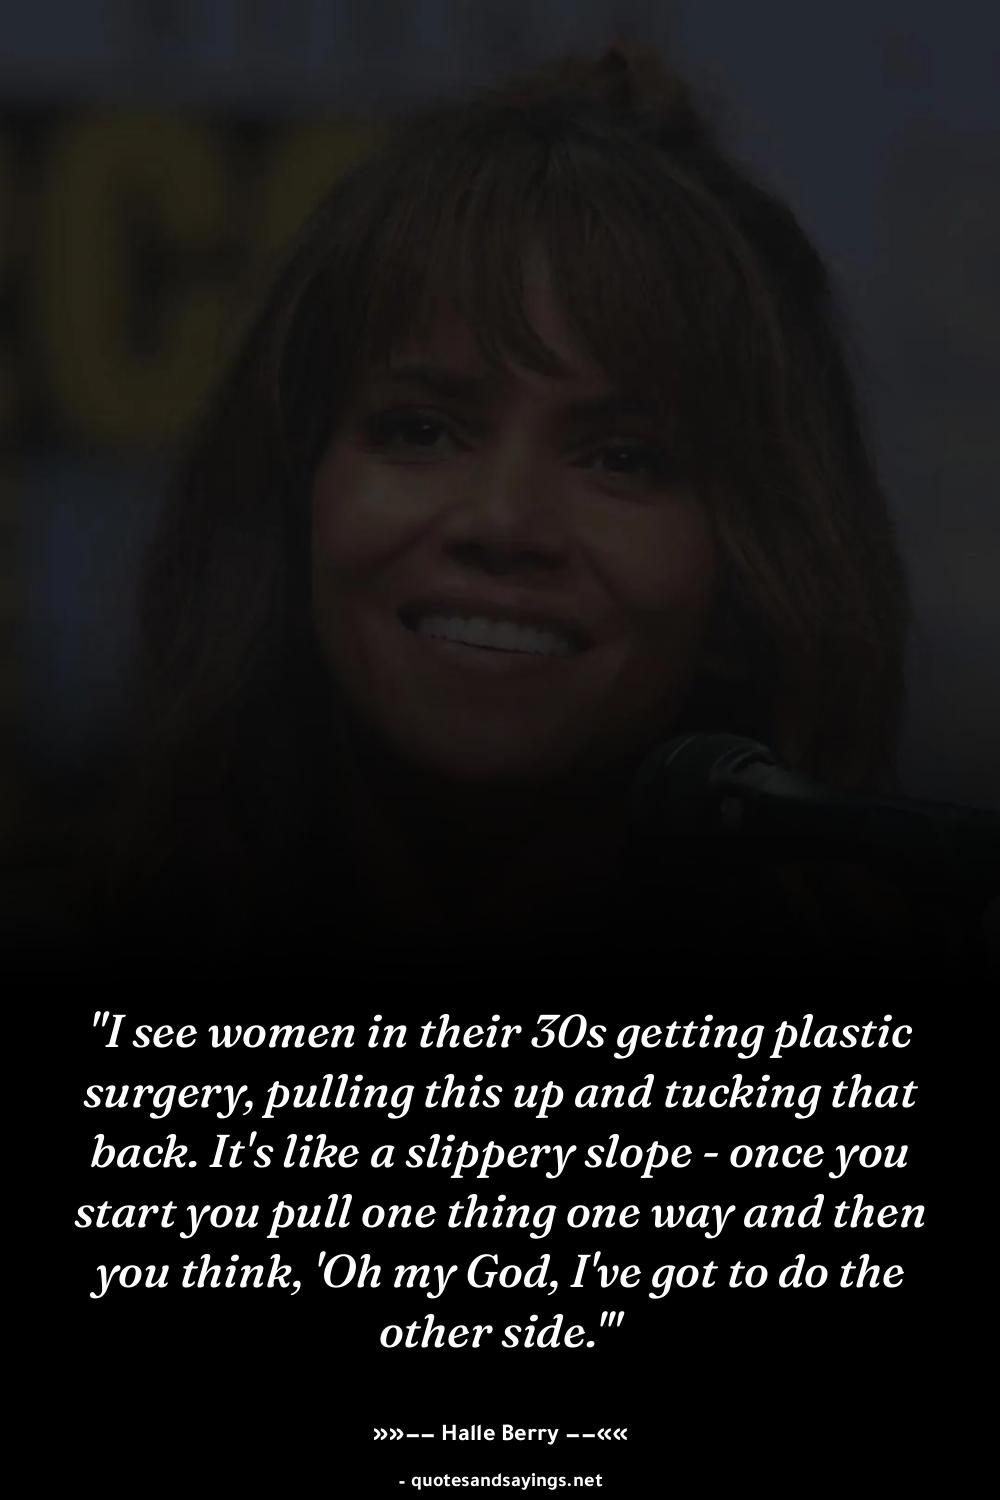 "I see women in their 30s getting plastic
surgery, pulling this up and tucking that
back. It's like a slippery slope - once you
start you pull one thing one way and then
you think, 'Oh my God, I've got to do the
other side.'"
»»–– Halle Berry ––««
- quotesandsayings.net